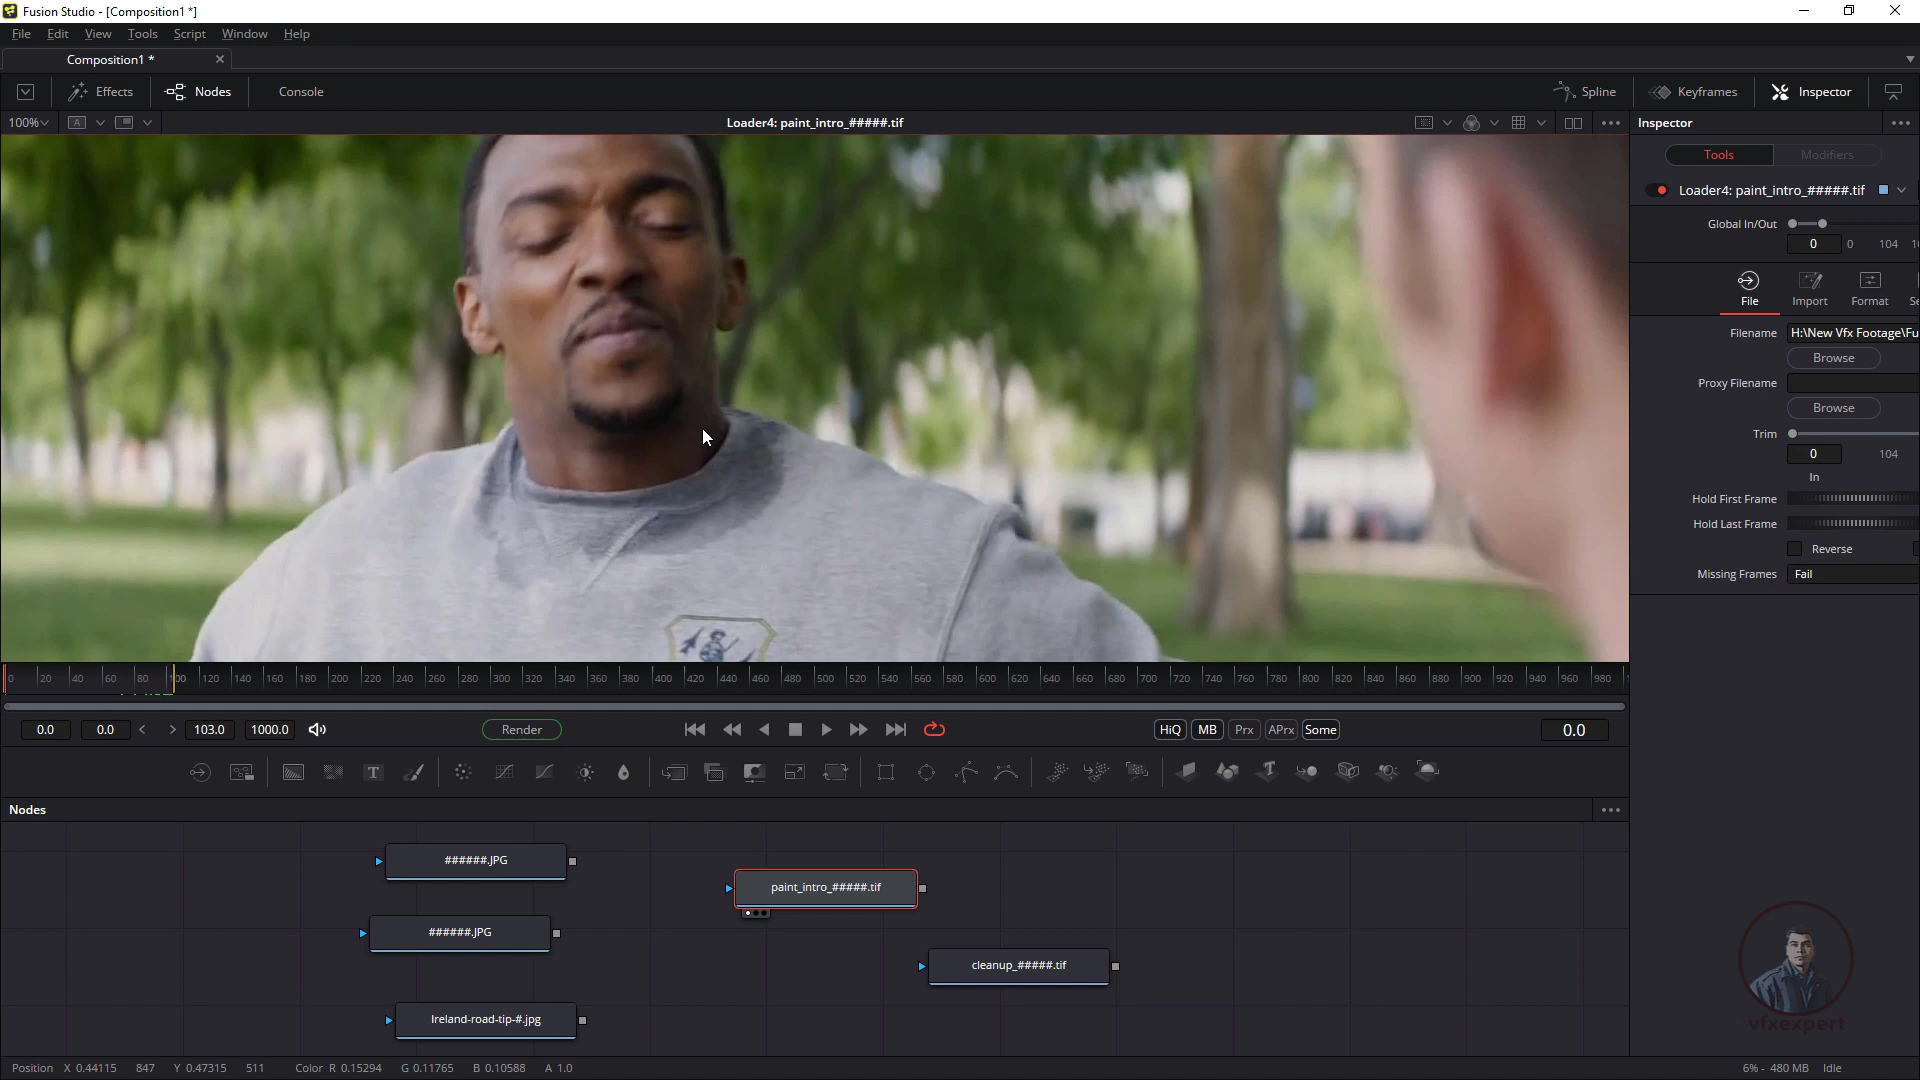 Fusion Studio - [Composition1 *]
File Edit View Tools Script Window Help
Composition1 *
Effects Nodes Console Spline Keyframes Inspector
100% A Loader4: paint_intro_#####.tif Inspector
Tools Modifiers
Loader4: paint_intro_#####.tif
Global In/Out
0 0 104
File Import Format
Filename H:\New Vfx Footage\Fu
Browse
Proxy Filename
Browse
Trim
0 104
In
Hold First Frame
Hold Last Frame
Reverse
Missing Frames Fail
0 20 40 60 80 100 120 140 160 180 200 220 240 260 280 300 320 340 360 380 400 420 440 460 480 500 520 540 560 580 600 620 640 660 680 700 720 740 760 780 800 820 840 860 880 900 920 940 960 980
0.0 0.0 < > 103.0 1000.0 Render HiQ MB Prx APrx Some 0.0
Nodes
######.JPG
paint_intro_#####.tif
######.JPG
cleanup_#####.tif
Ireland-road-tip-#.jpg
vfxexpert
Position X 0.44115 847 Y 0.47315 511 Color R 0.15294 G 0.11765 B 0.10588 A 1.0 6% - 480 MB Idle